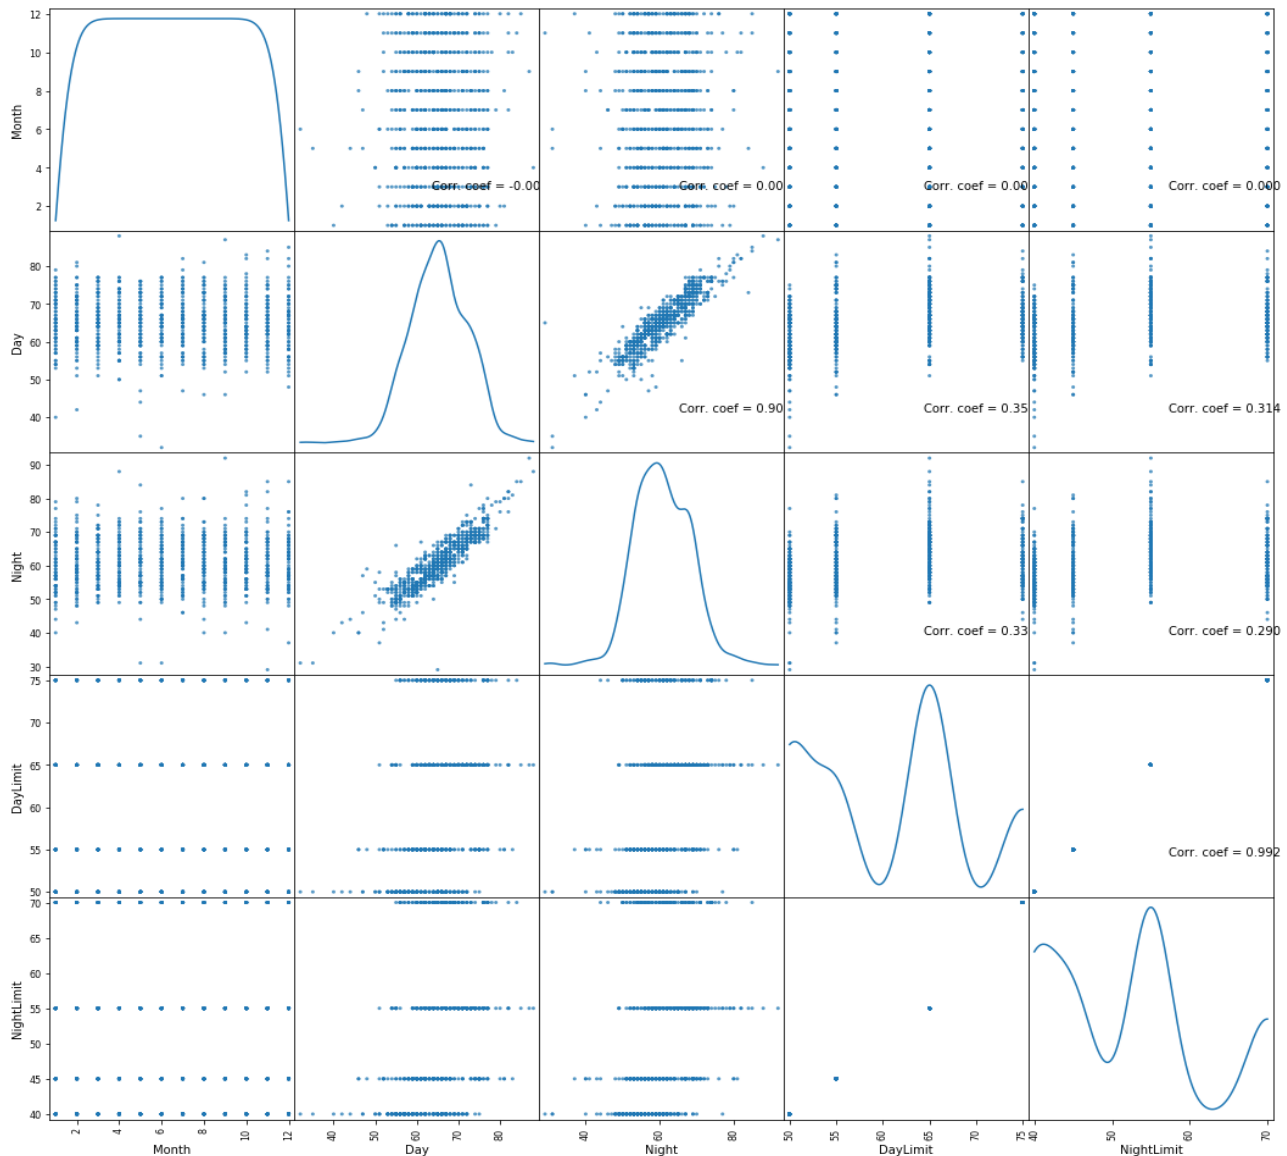 12
10
8
6
4
2
Month
Corr. coef = -0.00
Corr. coef = 0.00
Corr. coef = 0.00
Corr. coef = 0.000
80
70
60
50
40
Day
Corr. coef = 0.90
Corr. coef = 0.35
Corr. coef = 0.314
90
80
70
60
50
40
30
Night
Corr. coef = 0.33
Corr. coef = 0.290
75
70
65
60
55
50
DayLimit
Corr. coef = 0.992
70
65
60
55
50
45
40
NightLimit
2 4 6 8 10 12 40 50 60 70 80 40 60 80 50 55 60 65 70 75 40 50 60 70
Month Day Night DayLimit NightLimit